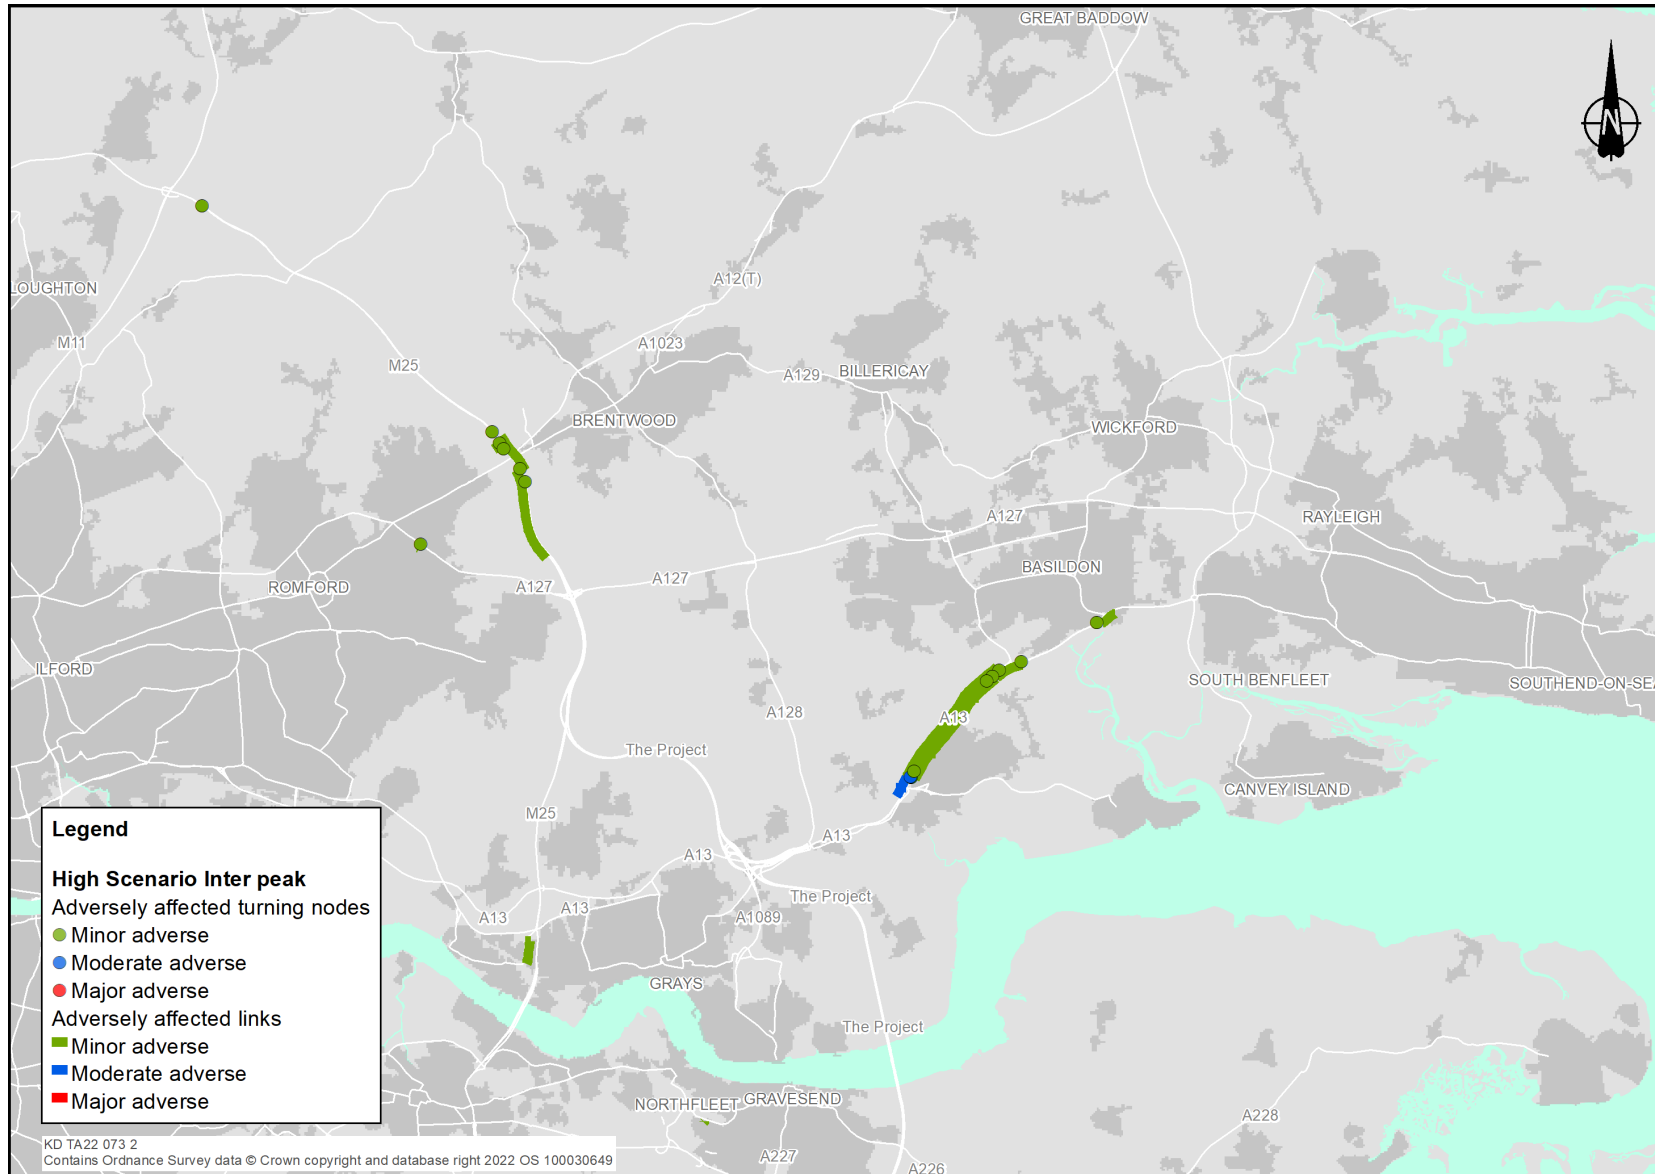 GREAT BADDOW
N
LOUGHTON
A12(T)
M11
A1023
M25
A129
BILLERICAY
BRENTWOOD
WICKFORD
A127
RAYLEIGH
BASILDON
A127
A127
ROMFORD
ILFORD
SOUTH BENFLEET
SOUTHEND-ON-SEA
A128
A13
The Project
CANVEY ISLAND
M25
A13
A13
The Project
A13
A13
A1089
GRAYS
The Project
NORTHFLEET
GRAVESEND
A228
A227
A226
Legend
High Scenario Inter peak
Adversely affected turning nodes
Minor adverse
Moderate adverse
Major adverse
Adversely affected links
Minor adverse
Moderate adverse
Major adverse
KD TA22 073 2
Contains Ordnance Survey data © Crown copyright and database right 2022 OS 100030649